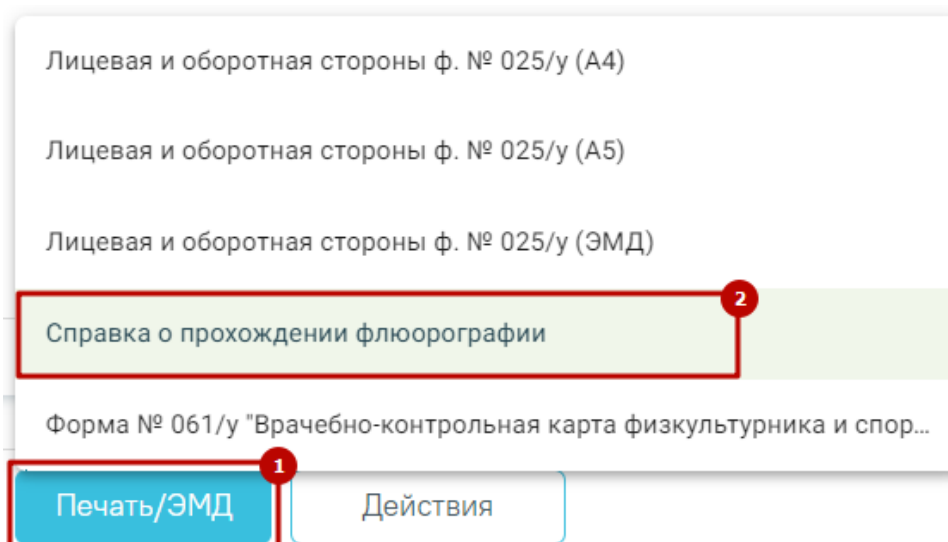 Лицевая и оборотная стороны ф. № 025/у (А4)
Лицевая и оборотная стороны ф. № 025/у (А5)
Лицевая и оборотная стороны ф. № 025/у (ЭМД)
2
Справка о прохождении флюорографии
Форма № 061/у "Врачебно-контрольная карта физкультурника и спор...
1
Печать/ЭМД
Действия